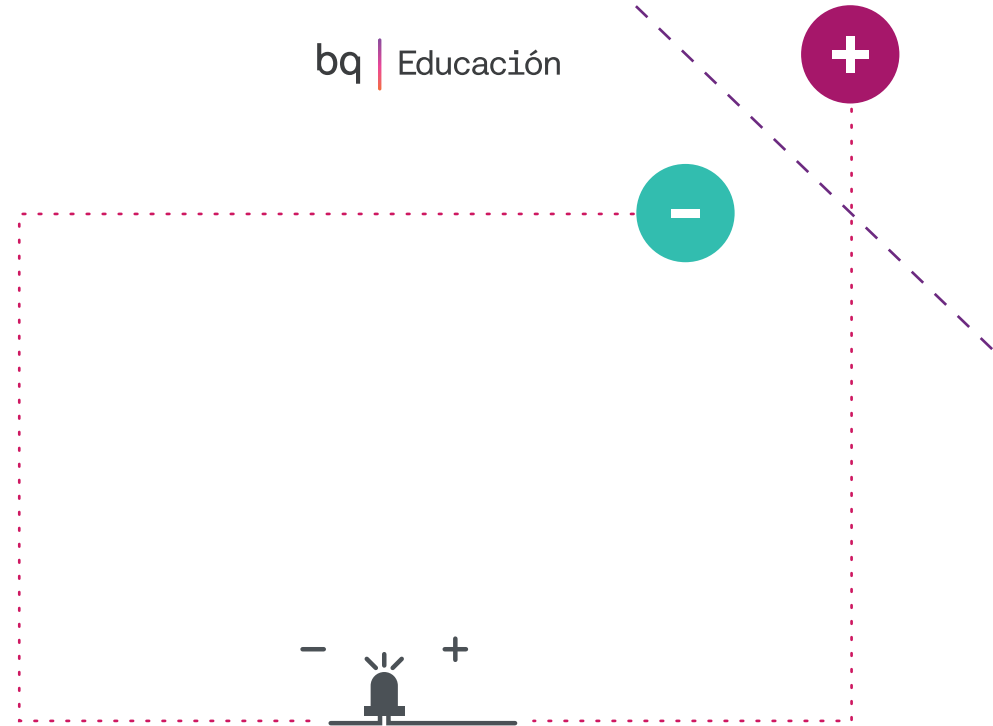 bq | Educación
+
-
- +